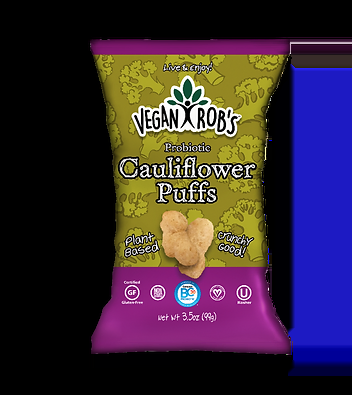 Live & Enjoy!
VEGAN ROB'S
Probiotic
Cauliflower
Puffs
Plant
Based
Crunchy
Good!
Certified
GF
Gluten-Free
BC
U
Kosher
Net Wt 3.5oz (99g)